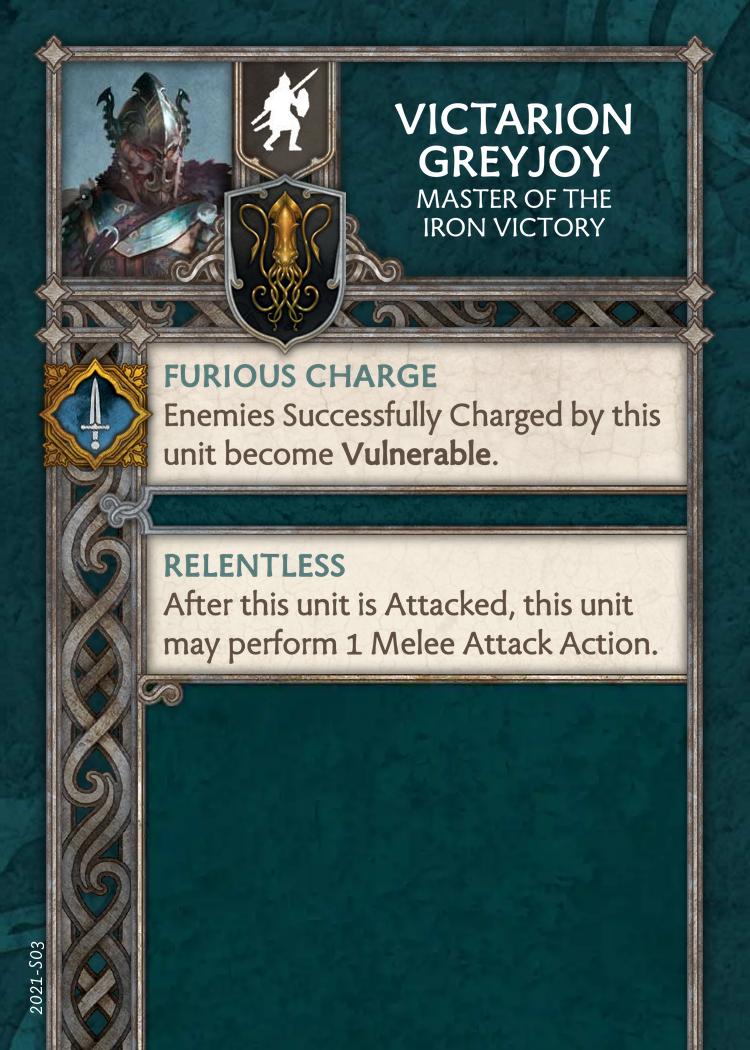 VICTARION
GREYJOY
MASTER OF THE
IRON VICTORY
FURIOUS CHARGE
Enemies Successfully Charged by this
unit become Vulnerable.
RELENTLESS
After this unit is Attacked, this unit
may perform 1 Melee Attack Action.
2021-S03